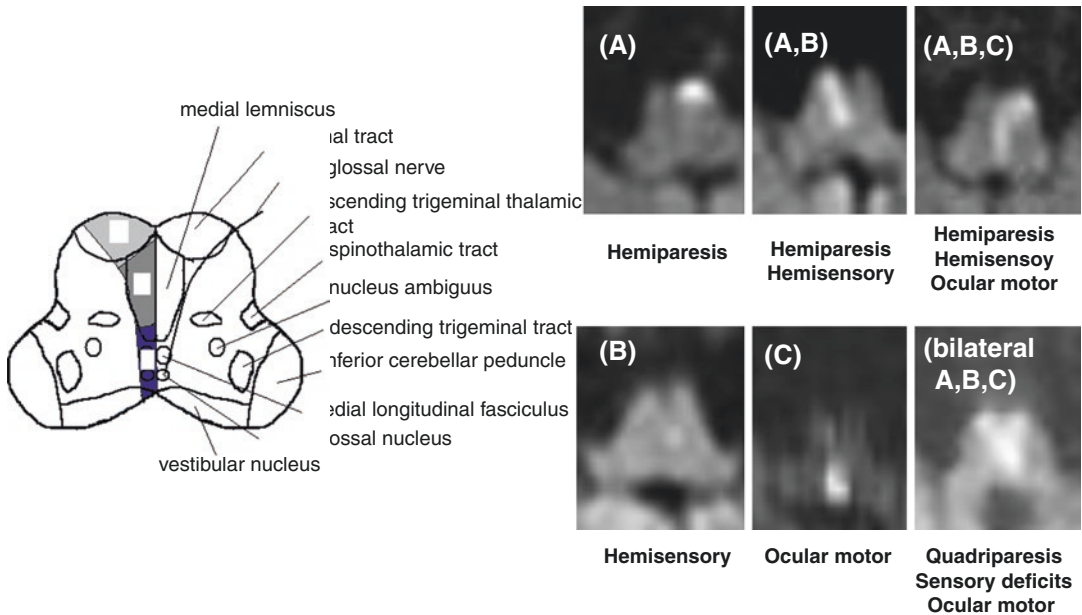 medial lemniscus
al tract
glossal nerve
scending trigeminal thalamic
act
spinothalamic tract
nucleus ambiguus
descending trigeminal tract
nferior cerebellar peduncle
edial longitudinal fasciculus
ossal nucleus
vestibular nucleus
(A)
(A,B)
(A,B,C)
Hemiparesis
Hemiparesis
Hemisensory
Hemiparesis
Hemisensoy
Ocular motor
(B)
(C)
(bilateral
A,B,C)
Hemisensory
Ocular motor
Quadriparesis
Sensory deficits
Ocular motor